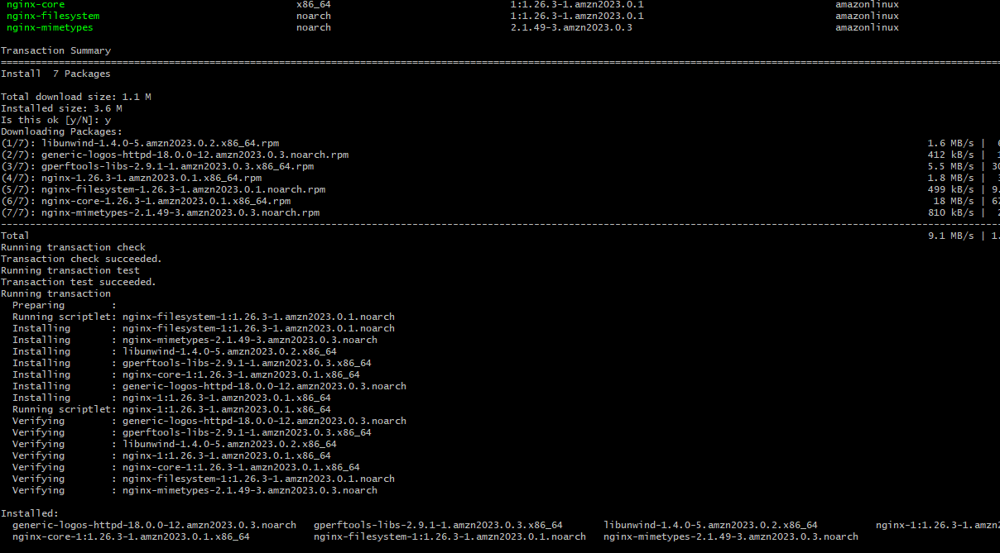 nginx-core x86_64 1:1.26.3-1.amzn2023.0.1 amazonlinux
nginx-filesystem noarch 1:1.26.3-1.amzn2023.0.1 amazonlinux
nginx-mimetypes noarch 2.1.49-3.amzn2023.0.3 amazonlinux
Transaction Summary
Install 7 Packages
Total download size: 1.1 M
Installed size: 3.6 M
Is this ok [y/N]: y
Downloading Packages:
(1/7): libunwind-1.4.0-5.amzn2023.0.2.x86_64.rpm 1.6 MB/s |
(2/7): generic-logos-httpd-18.0.0-12.amzn2023.0.3.noarch.rpm 412 kB/s |
(3/7): gperftools-libs-2.9.1-1.amzn2023.0.3.x86_64.rpm 5.5 MB/s | 30
(4/7): nginx-1.26.3-1.amzn2023.0.1.x86_64.rpm 1.8 MB/s |
(5/7): nginx-filesystem-1.26.3-1.amzn2023.0.1.noarch.rpm 499 kB/s | 9.
(6/7): nginx-core-1.26.3-1.amzn2023.0.1.x86_64.rpm 18 MB/s | 67
(7/7): nginx-mimetypes-2.1.49-3.amzn2023.0.3.noarch.rpm 810 kB/s |
Total 9.1 MB/s | 1.
Running transaction check
Transaction check succeeded.
Running transaction test
Transaction test succeeded.
Running transaction
Preparing :
Running scriptlet: nginx-filesystem-1:1.26.3-1.amzn2023.0.1.noarch
Installing : nginx-filesystem-1:1.26.3-1.amzn2023.0.1.noarch
Installing : nginx-mimetypes-2.1.49-3.amzn2023.0.3.noarch
Installing : libunwind-1.4.0-5.amzn2023.0.2.x86_64
Installing : gperftools-libs-2.9.1-1.amzn2023.0.3.x86_64
Installing : nginx-core-1:1.26.3-1.amzn2023.0.1.x86_64
Installing : generic-logos-httpd-18.0.0-12.amzn2023.0.3.noarch
Installing : nginx-1:1.26.3-1.amzn2023.0.1.x86_64
Running scriptlet: nginx-1:1.26.3-1.amzn2023.0.1.x86_64
Verifying : generic-logos-httpd-18.0.0-12.amzn2023.0.3.noarch
Verifying : gperftools-libs-2.9.1-1.amzn2023.0.3.x86_64
Verifying : libunwind-1.4.0-5.amzn2023.0.2.x86_64
Verifying : nginx-1:1.26.3-1.amzn2023.0.1.x86_64
Verifying : nginx-core-1:1.26.3-1.amzn2023.0.1.x86_64
Verifying : nginx-filesystem-1:1.26.3-1.amzn2023.0.1.noarch
Verifying : nginx-mimetypes-2.1.49-3.amzn2023.0.3.noarch
Installed:
generic-logos-httpd-18.0.0-12.amzn2023.0.3.noarch gperftools-libs-2.9.1-1.amzn2023.0.3.x86_64 libunwind-1.4.0-5.amzn2023.0.2.x86_64 nginx-1:1.26.3-1.amzn2
nginx-core-1:1.26.3-1.amzn2023.0.1.x86_64 nginx-filesystem-1:1.26.3-1.amzn2023.0.1.noarch nginx-mimetypes-2.1.49-3.amzn2023.0.3.noarch